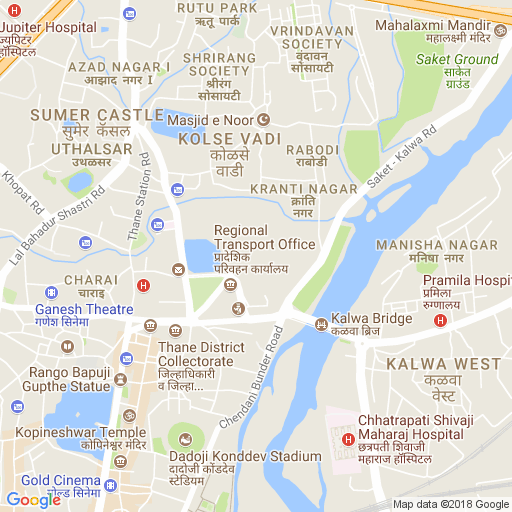 RUTU PARK
ऋतू पार्क
VRINDAVAN
SOCIETY
वृंदावन
सोसायटी
Mahalaxmi Mandir
महालक्ष्मी मंदिर
Jupiter Hospital
ज्यूपिटर
हॉस्पिटल
AZAD NAGAR I
आझाद नगर I
SHRIRANG
SOCIETY
श्रीरंग
सोसायटी
Saket Ground
साकेत
ग्राउंड
SUMER CASTLE
सुमेर कॅसल
Masjid e Noor
KOLSE VADI
कोळसे
वाडी
UTHALSAR
उथळसर
RABODI
राबोडी
Saket - Kalwa Rd
Khopat Rd
Thane Station Rd
KRANTI NAGAR
क्रांति
नगर
Lal Bahadur Shastri Rd
Regional
Transport Office
प्रादेशिक
परिवहन कार्यालय
MANISHA NAGAR
मनिषा नगर
CHARAI
चाराइ
Pramila Hospital
प्रमिला
रुग्णालय
Ganesh Theatre
गणेश सिनेमा
Kalwa Bridge
कळवा ब्रिज
Thane District
Collectorate
जिल्हाधिकारी
व जिल्हा...
Rango Bapuji
Gupthe Statue
Chendani Bunder Road
KALWA WEST
कळवा
वेस्ट
Kopineshwar Temple
कोपिनेश्वर मंदिर
Chhatrapati Shivaji
Maharaj Hospital
छत्रपती शिवाजी
महाराज हॉस्पिटल
Dadoji Konddev Stadium
दादोजी कोंडदेव
स्टेडियम
Gold Cinema
गोल्ड सिनेमा
Google
Map data ©2018 Google